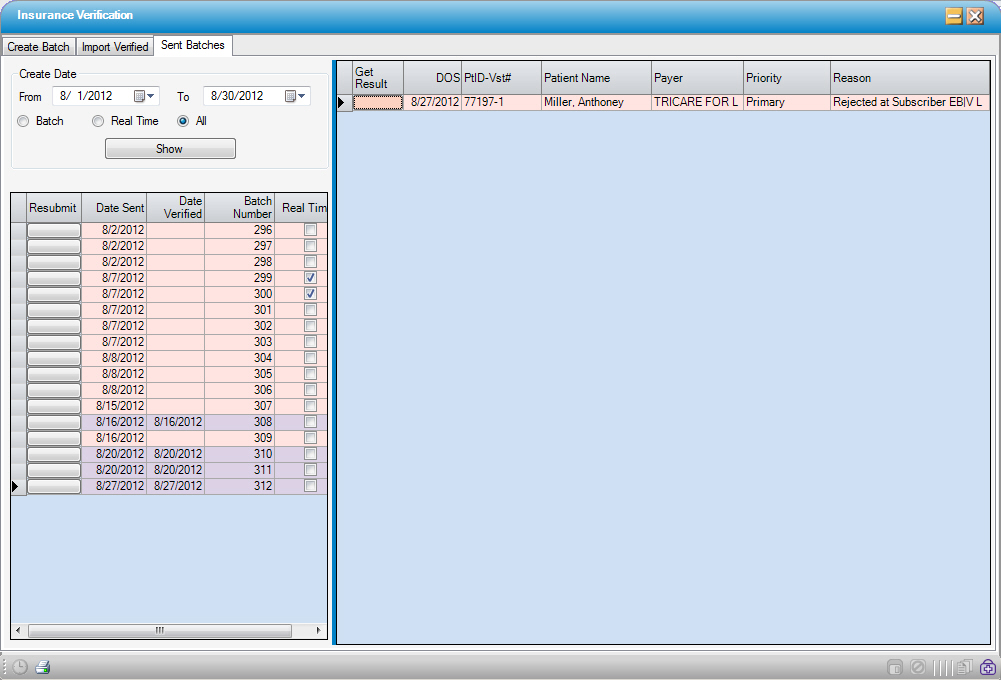 Insurance Verification
Create Batch Import Verified Sent Batches
Create Date
From 8/ 1/2012 To 8/30/2012
Batch Real Time All
Show
Resubmit Date Sent Date Verified Batch Number Real Tim
8/2/2012 296
8/2/2012 297
8/2/2012 298
8/7/2012 299
8/7/2012 300
8/7/2012 301
8/7/2012 302
8/7/2012 303
8/8/2012 304
8/8/2012 305
8/8/2012 306
8/15/2012 307
8/16/2012 8/16/2012 308
8/16/2012 309
8/20/2012 8/20/2012 310
8/20/2012 8/20/2012 311
8/27/2012 8/27/2012 312
Get Result DOS PtID-Vst# Patient Name Payer Priority Reason
8/27/2012 77197-1 Miller, Anthoney TRICARE FOR L Primary Rejected at Subscriber EB|V L